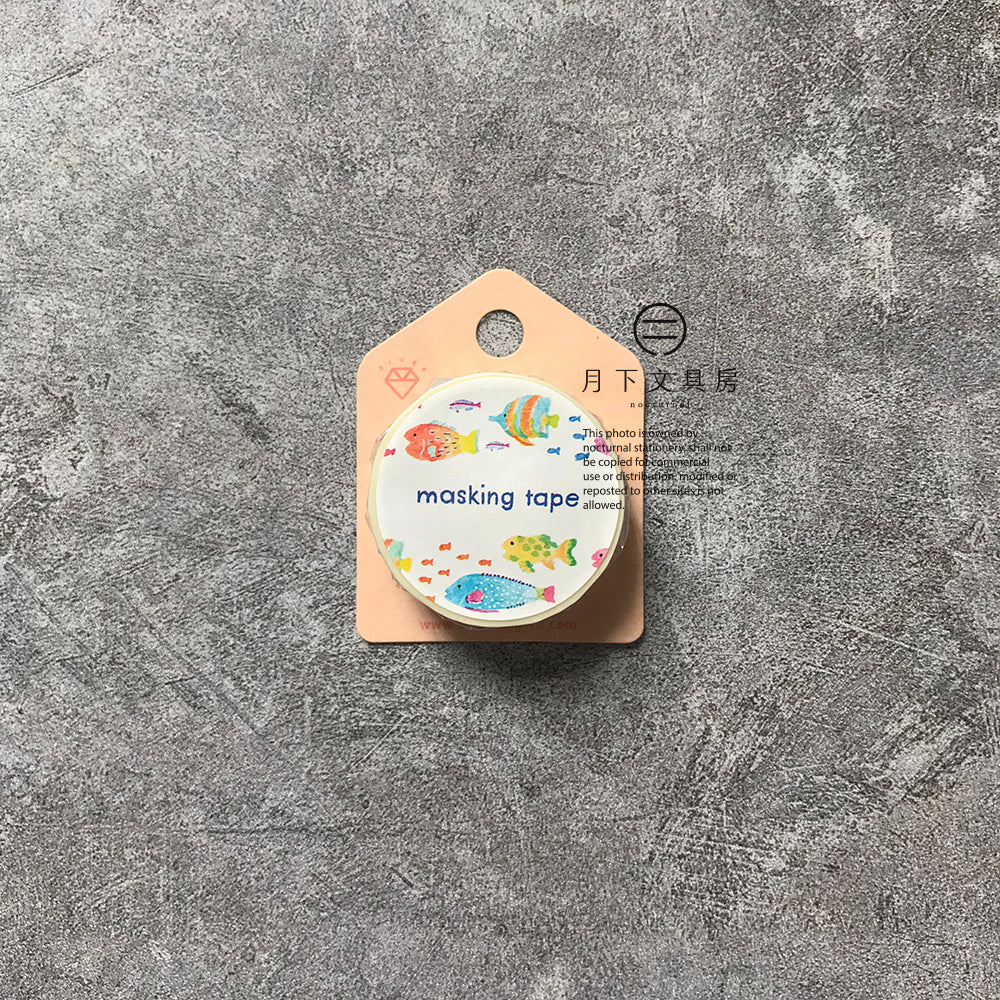 月下文具房
This photo is owned by
nocturnal stationery, shall not
be copied for commercial
use or distribution, modified or
reposted to other sites is not
allowed.
masking tape